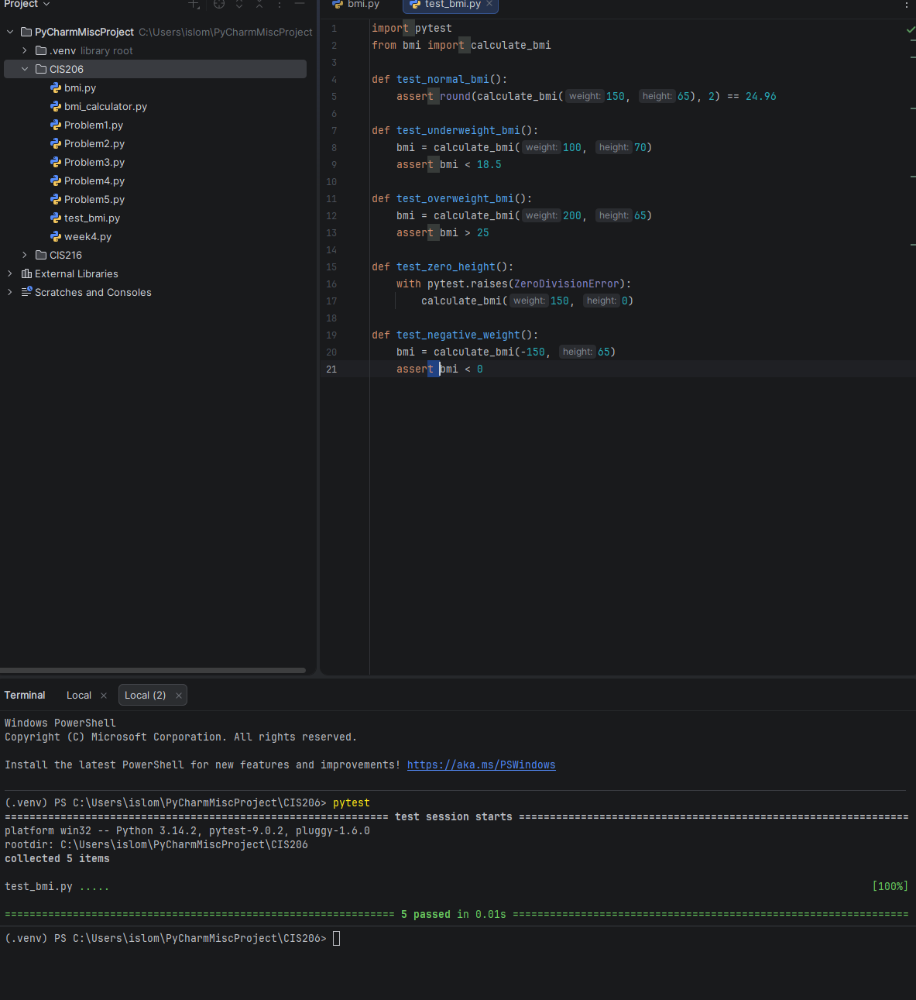 Project
PyCharmMiscProject C:\Users\islom\PyCharmMiscProject
.venv library root
CIS206
bmi.py
bmi_calculator.py
Problem1.py
Problem2.py
Problem3.py
Problem4.py
Problem5.py
test_bmi.py
week4.py
CIS216
External Libraries
Scratches and Consoles
bmi.py
test_bmi.py
1 import pytest
2 from bmi import calculate_bmi
3
4 def test_normal_bmi():
5 assert round(calculate_bmi( weight: 150, height: 65), 2) == 24.96
6
7 def test_underweight_bmi():
8 bmi = calculate_bmi( weight: 100, height: 70)
9 assert bmi < 18.5
10
11 def test_overweight_bmi():
12 bmi = calculate_bmi( weight: 200, height: 65)
13 assert bmi > 25
14
15 def test_zero_height():
16 with pytest.raises(ZeroDivisionError):
17 calculate_bmi( weight: 150, height: 0)
18
19 def test_negative_weight():
20 bmi = calculate_bmi(-150, height: 65)
21 assert bmi < 0
Terminal Local Local (2)
Windows PowerShell
Copyright (C) Microsoft Corporation. All rights reserved.
Install the latest PowerShell for new features and improvements! https://aka.ms/PSWindows
(.venv) PS C:\Users\islom\PyCharmMiscProject\CIS206> pytest
============================================================== test session starts ===============================================================
platform win32 -- Python 3.14.2, pytest-9.0.2, pluggy-1.6.0
rootdir: C:\Users\islom\PyCharmMiscProject\CIS206
collected 5 items
test_bmi.py ..... [100%]
=============================================================== 5 passed in 0.01s ================================================================
(.venv) PS C:\Users\islom\PyCharmMiscProject\CIS206>